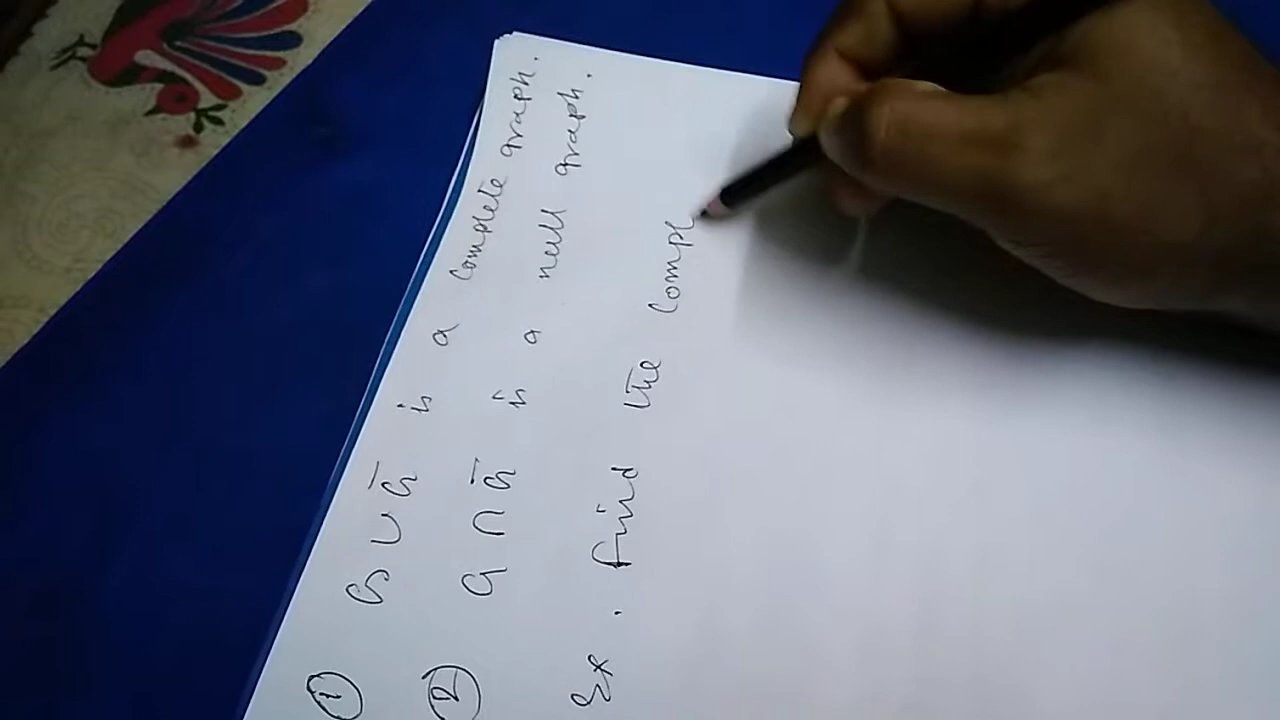 ① G ∪ G̅ is a complete graph.
② G ∩ G̅ is a null graph.
Ex. find the compl